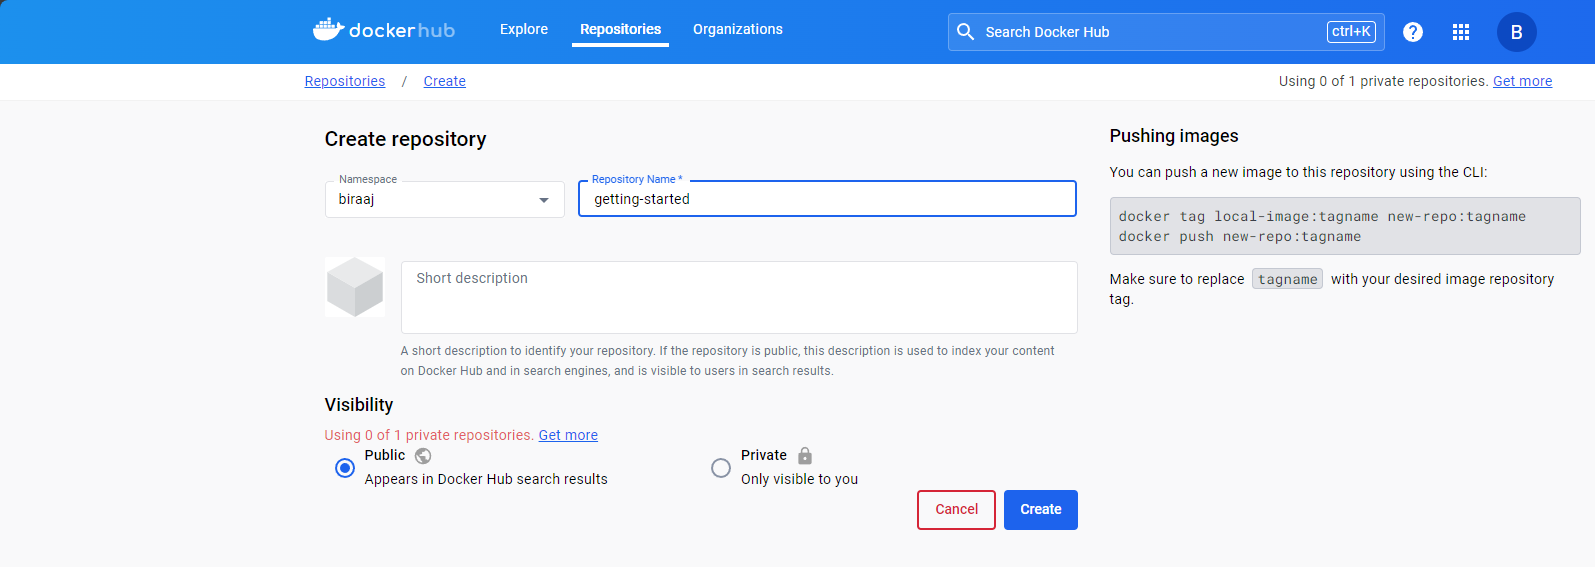 dockerhub Explore Repositories Organizations Search Docker Hub ctrl+K ? B
Repositories / Create Using 0 of 1 private repositories. Get more
Create repository
Namespace
biraaj
Repository Name *
getting-started
Short description
A short description to identify your repository. If the repository is public, this description is used to index your content
on Docker Hub and in search engines, and is visible to users in search results.
Visibility
Using 0 of 1 private repositories. Get more
Public
Appears in Docker Hub search results
Private
Only visible to you
Cancel Create
Pushing images
You can push a new image to this repository using the CLI:
docker tag local-image:tagname new-repo:tagname
docker push new-repo:tagname
Make sure to replace tagname with your desired image repository
tag.